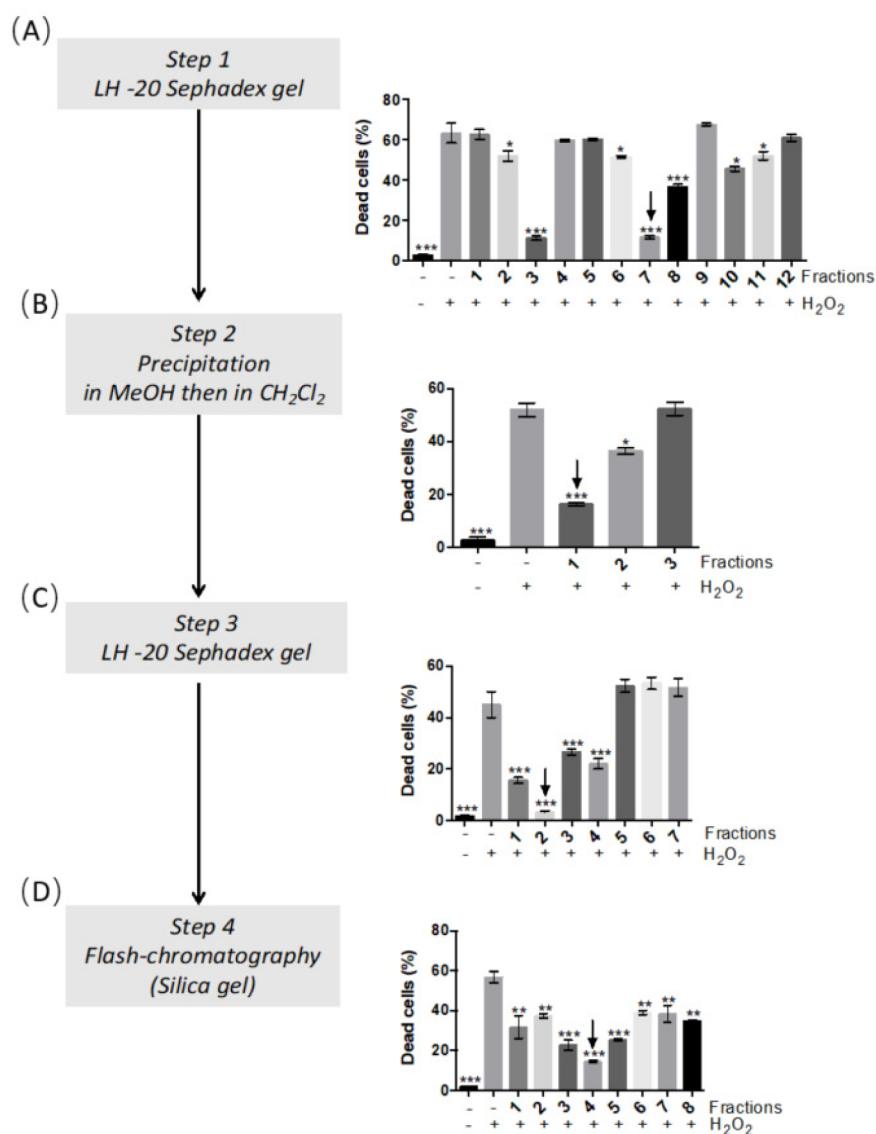 (A)
Step 1
LH -20 Sephadex gel
Dead cells (%)
80
60
40
20
0
*** * *** * *** *** * *
- - 1 2 3 4 5 6 7 8 9 10 11 12 Fractions
- + + + + + + + + + + + + + H₂O₂
(B)
Step 2
Precipitation
in MeOH then in CH₂Cl₂
Dead cells (%)
60
40
20
0
*** *** *
- - 1 2 3 Fractions
- + + + + H₂O₂
(C)
Step 3
LH -20 Sephadex gel
Dead cells (%)
60
40
20
0
*** *** *** *** ***
- - 1 2 3 4 5 6 7 Fractions
- + + + + + + + + H₂O₂
(D)
Step 4
Flash-chromatography
(Silica gel)
Dead cells (%)
80
60
40
20
0
*** ** ** *** *** *** ** ** **
- - 1 2 3 4 5 6 7 8 Fractions
- + + + + + + + + + H₂O₂